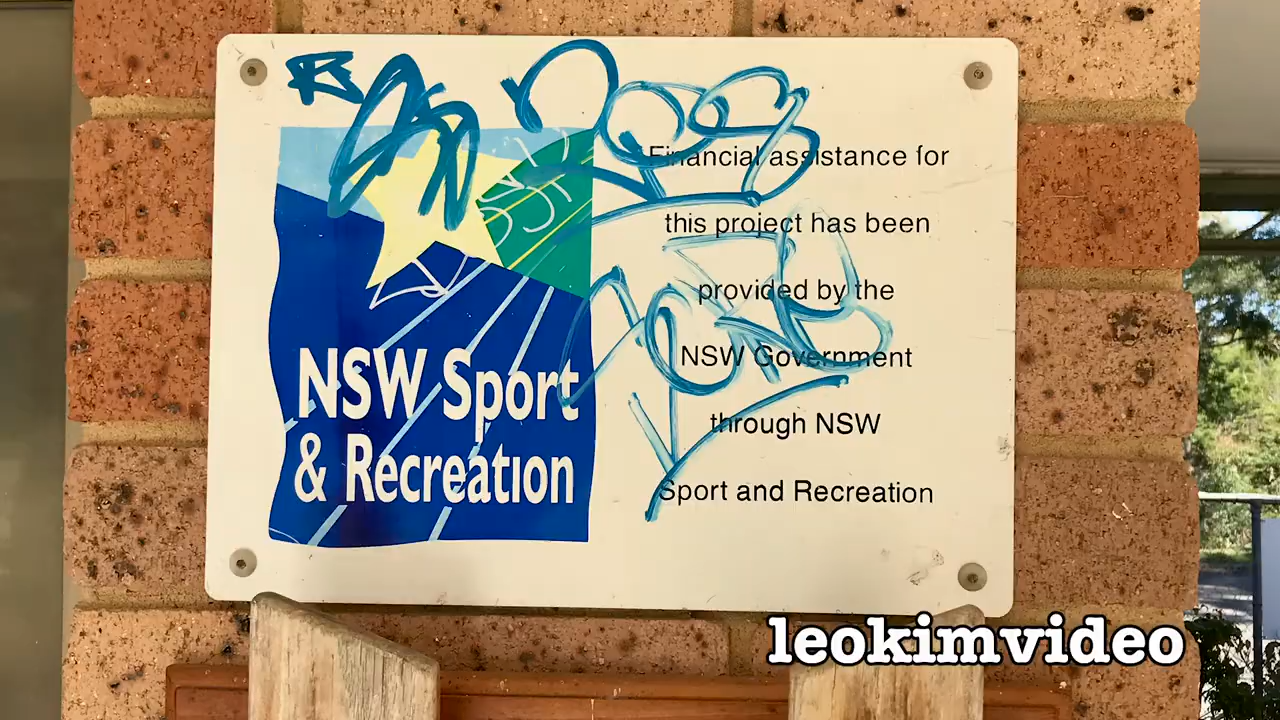 NSW Sport
& Recreation
Financial assistance for
this project has been
provided by the
NSW Government
through NSW
Sport and Recreation
leokimvideo